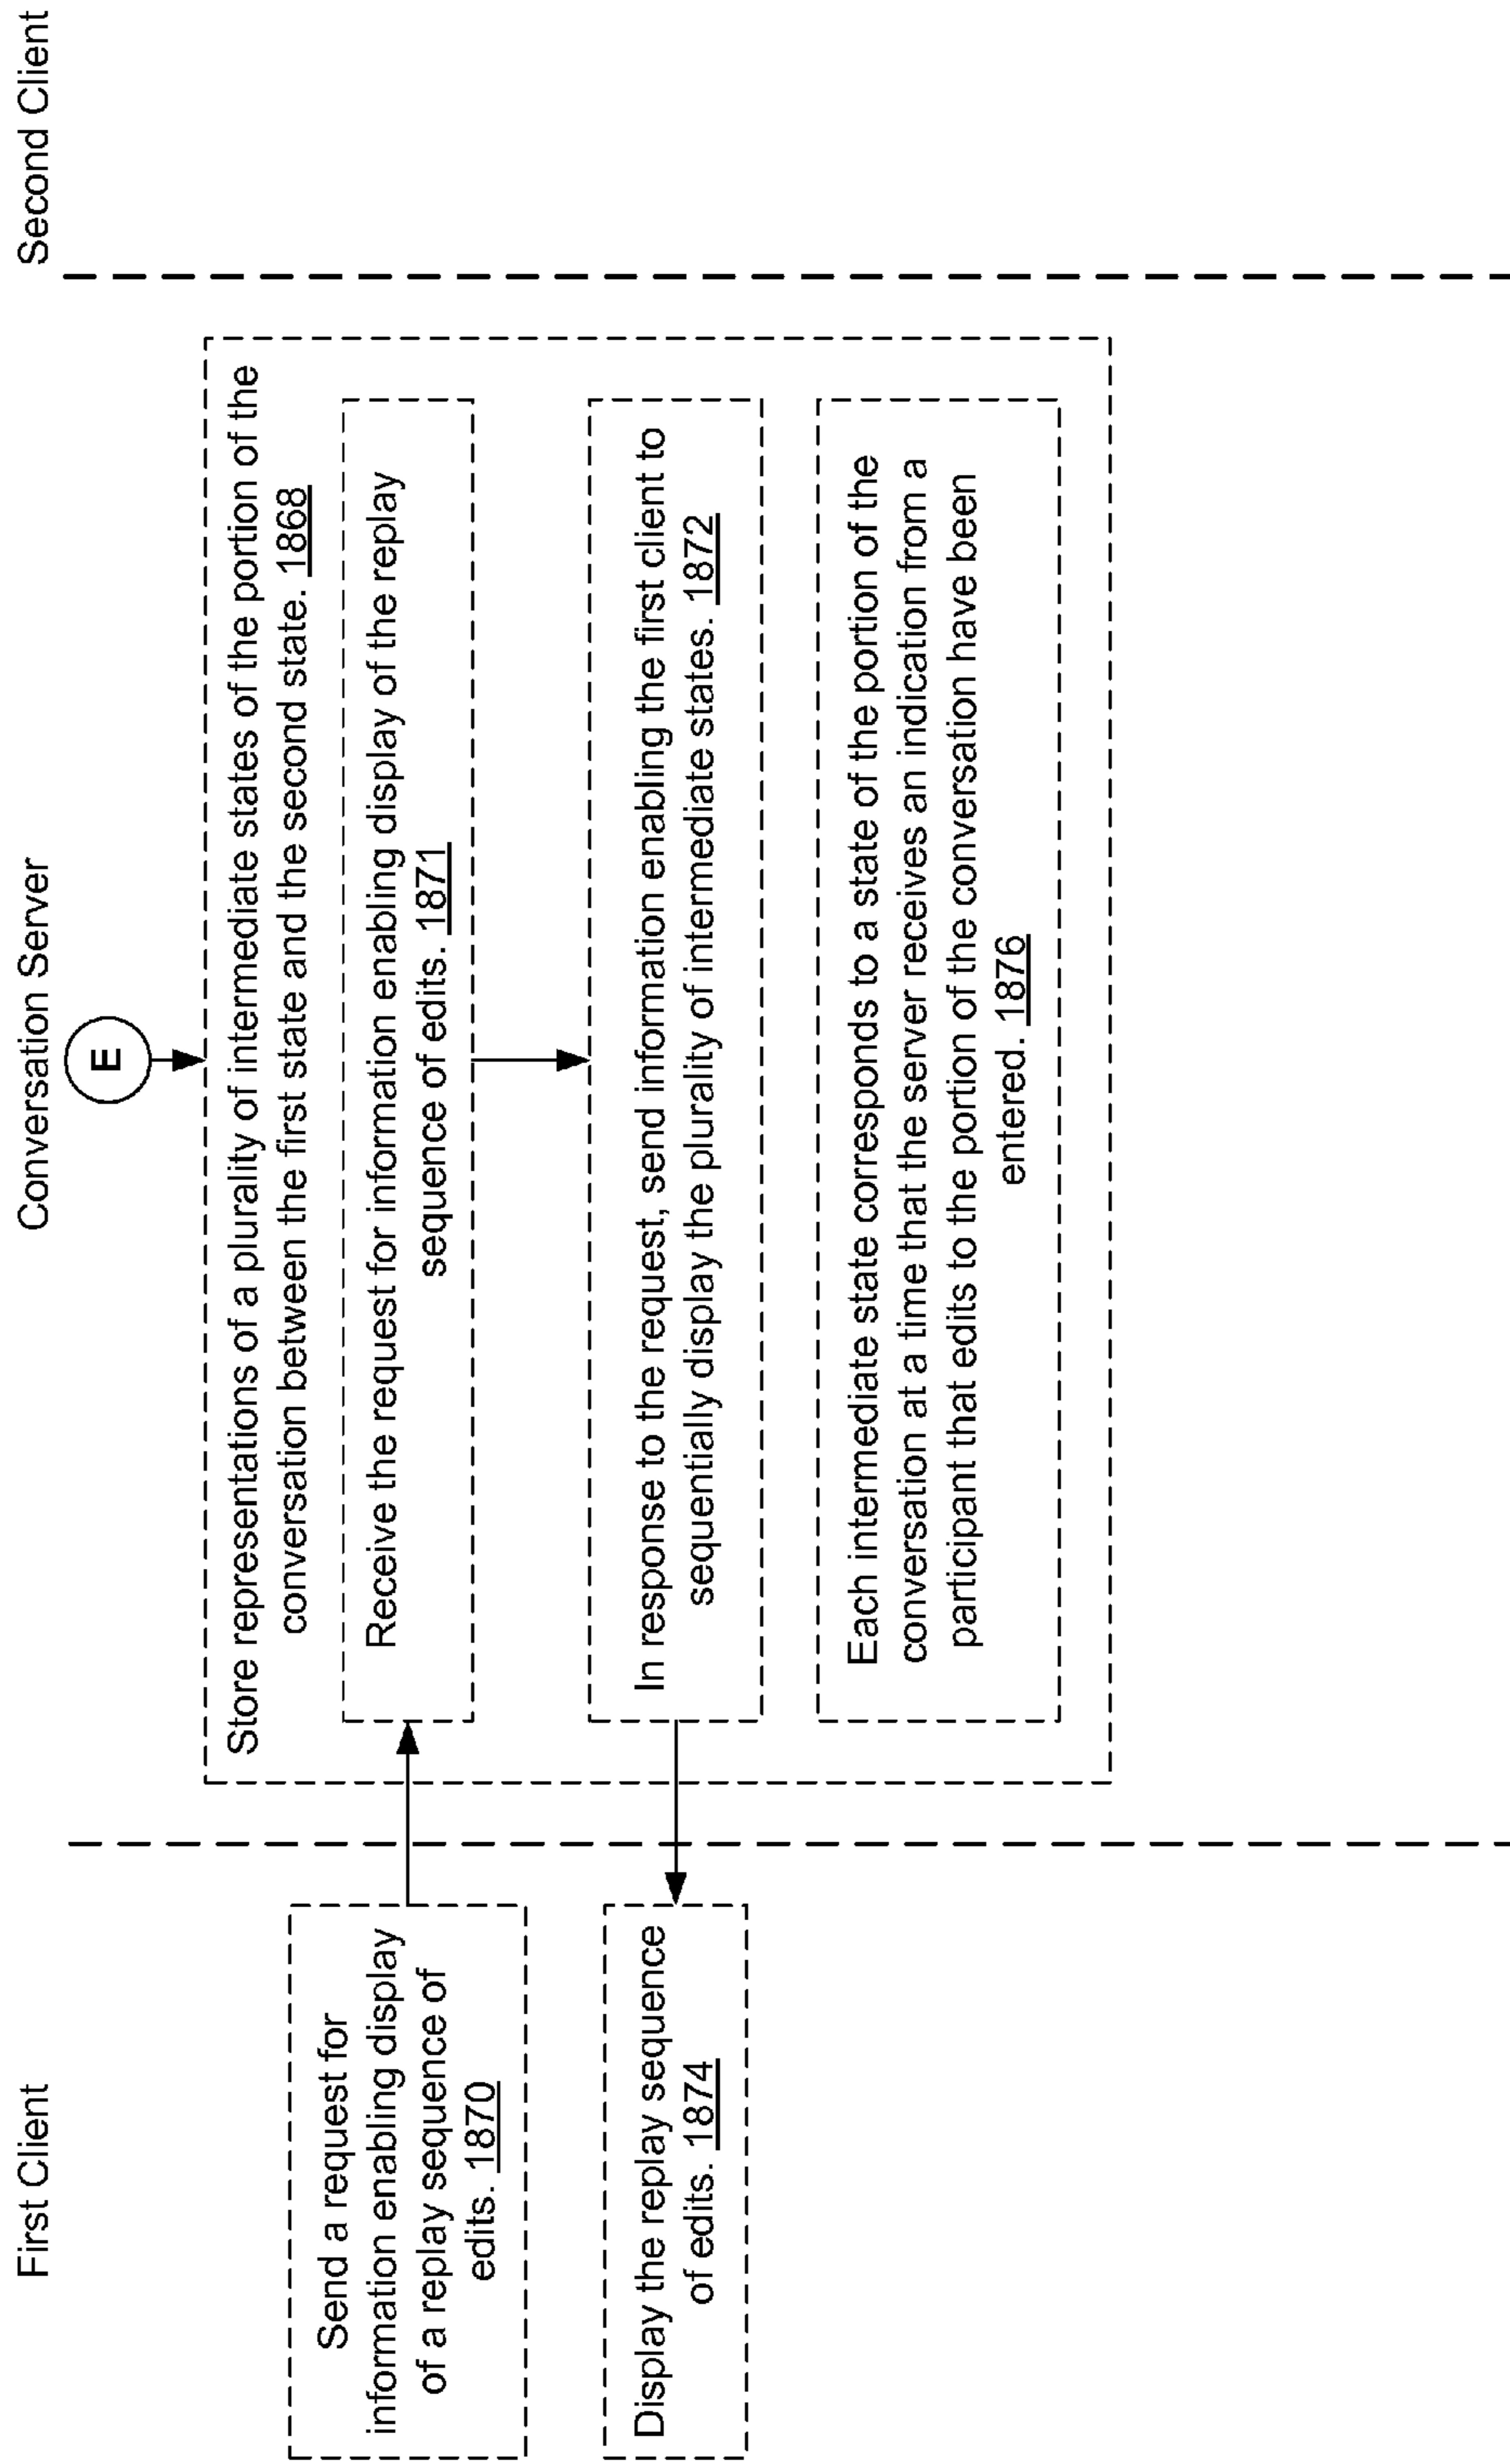 First Client
Conversation Server
Second Client
E
Store representations of a plurality of intermediate states of the portion of the
conversation between the first state and the second state. 1868
Send a request for
information enabling display
of a replay sequence of
edits. 1870
Receive the request for information enabling display of the replay
sequence of edits. 1871
In response to the request, send information enabling the first client to
sequentially display the plurality of intermediate states. 1872
Display the replay sequence
of edits. 1874
Each intermediate state corresponds to a state of the portion of the
conversation at a time that the server receives an indication from a
participant that edits to the portion of the conversation have been
entered. 1876